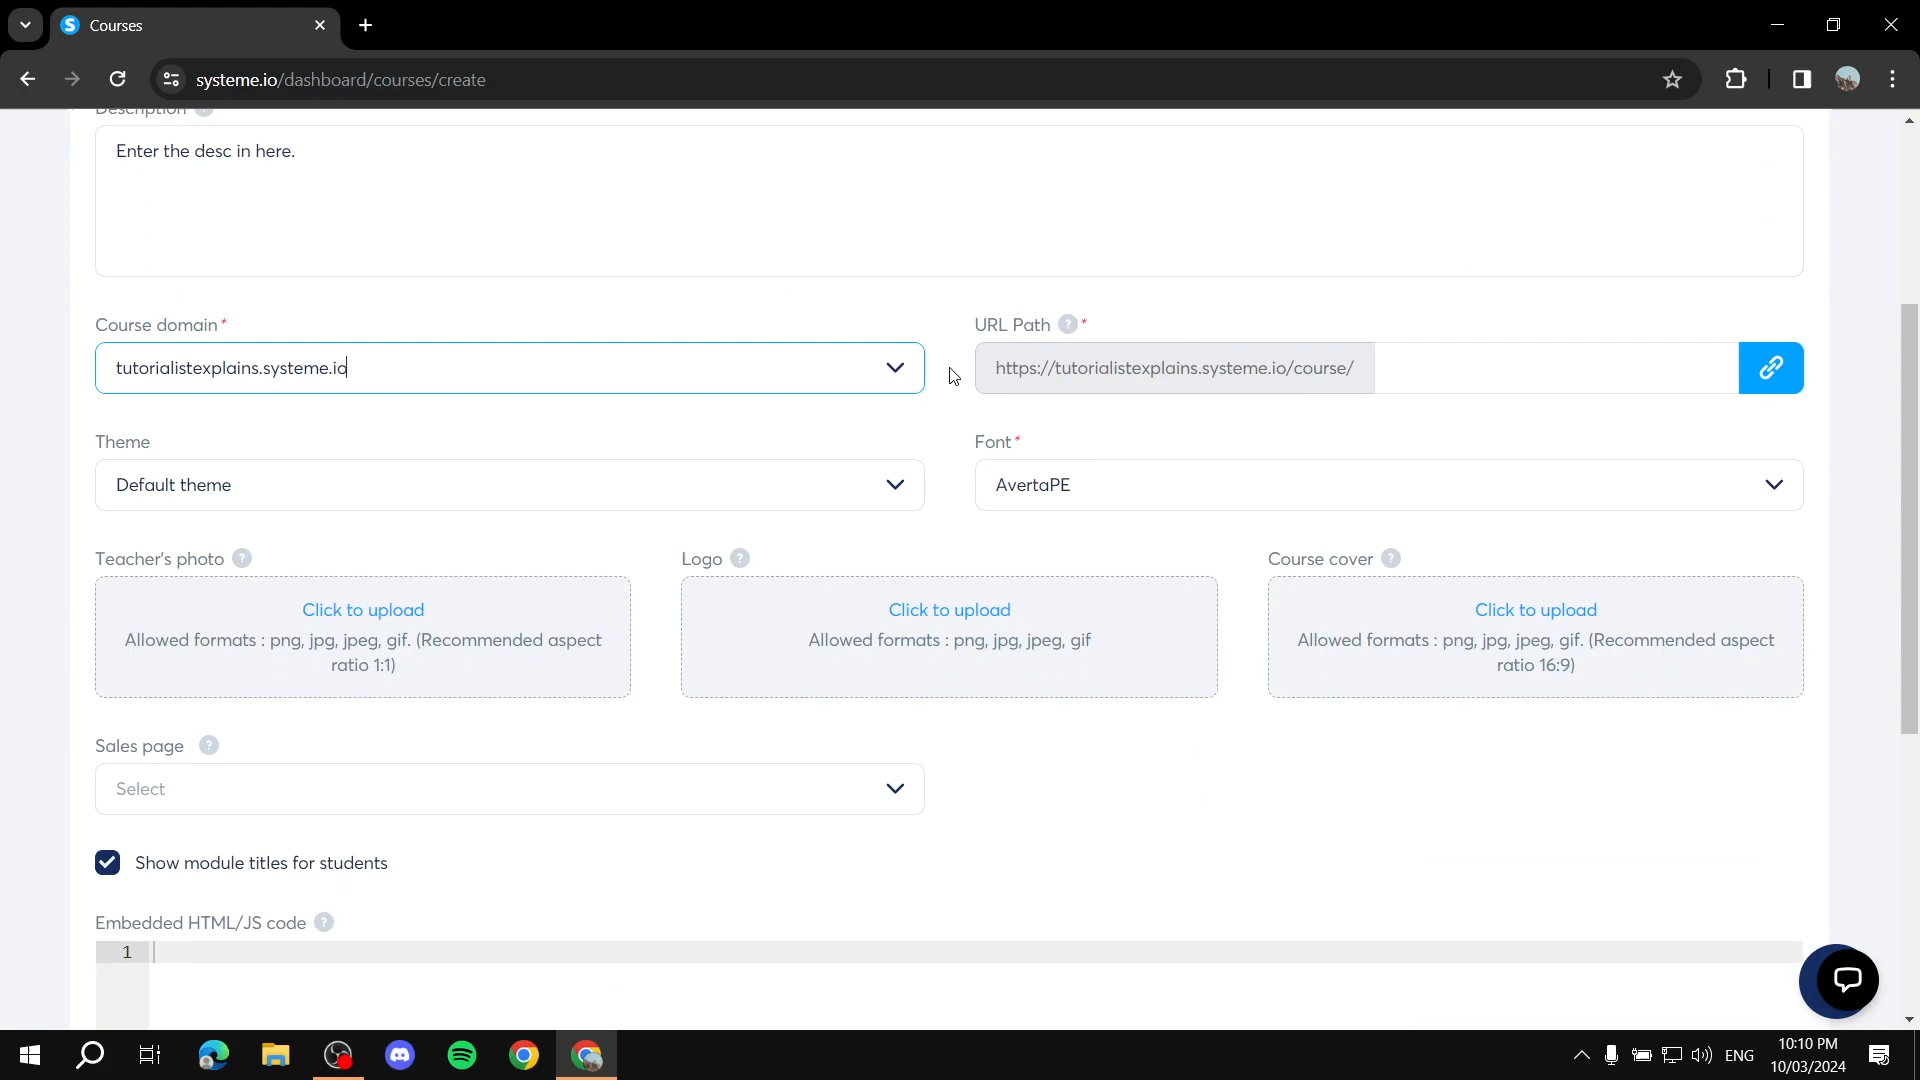 Courses
systeme.io/dashboard/courses/create
Description ?
Enter the desc in here.
Course domain*
URL Path ? *
tutorialistexplains.systeme.io
https://tutorialistexplains.systeme.io/course/
Theme
Font*
Default theme
AvertaPE
Teacher's photo ?
Logo ?
Course cover ?
Click to upload
Allowed formats : png, jpg, jpeg, gif. (Recommended aspect
ratio 1:1)
Click to upload
Allowed formats : png, jpg, jpeg, gif
Click to upload
Allowed formats : png, jpg, jpeg, gif. (Recommended aspect
ratio 16:9)
Sales page ?
Select
Show module titles for students
Embedded HTML/JS code ?
1
ENG
10:10 PM
10/03/2024